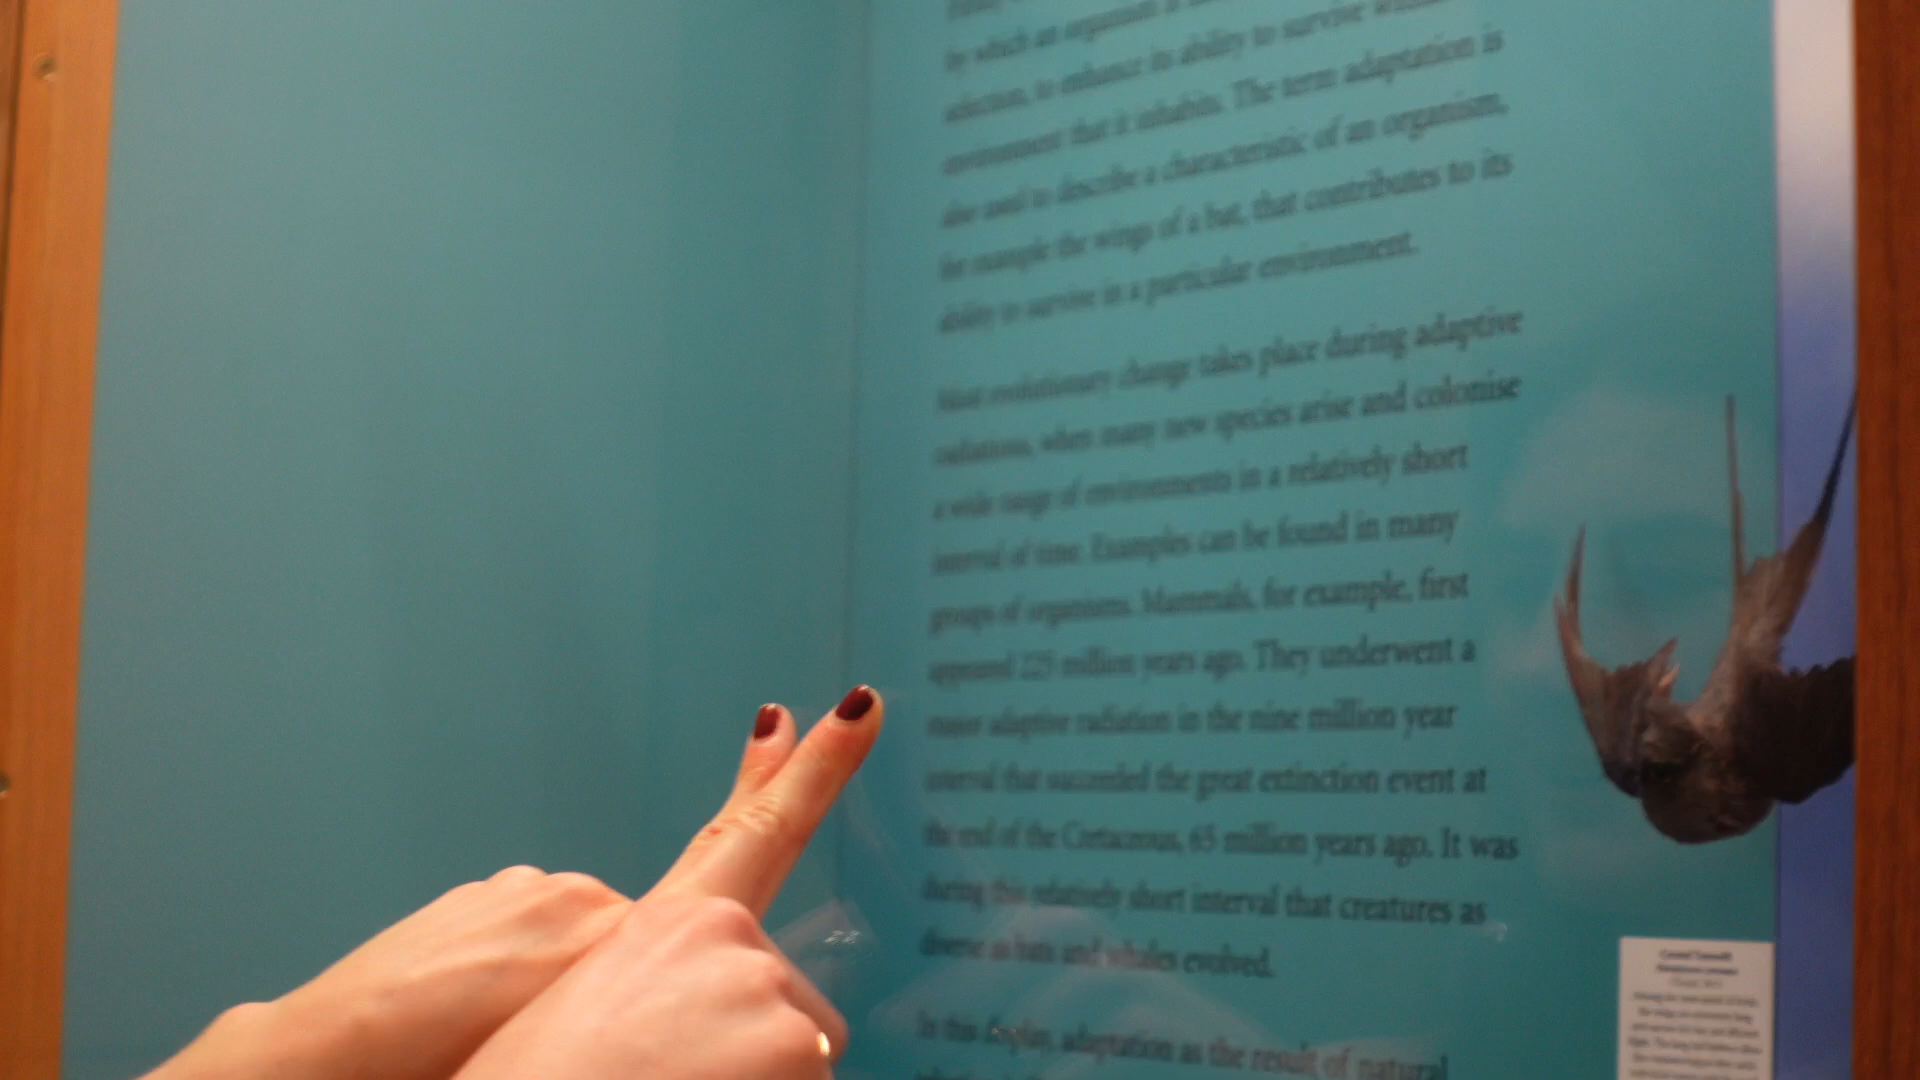 by which an organism is
selection, to enhance its ability to survive within
environment that it inhabits. The term adaptation is
also used to describe a characteristic of an organism,
for example the wings of a bat, that contributes to its
ability to survive in a particular environment.
Most evolutionary change takes place during adaptive
radiations, when many new species arise and colonise
a wide range of environments in a relatively short
interval of time. Examples can be found in many
groups of organisms. Mammals, for example, first
appeared 225 million years ago. They underwent a
major adaptive radiation in the nine million year
interval that succeeded the great extinction event at
the end of the Cretaceous, 65 million years ago. It was
during this relatively short interval that creatures as
diverse as bats and whales evolved.
In this display, adaptation as the result of natural